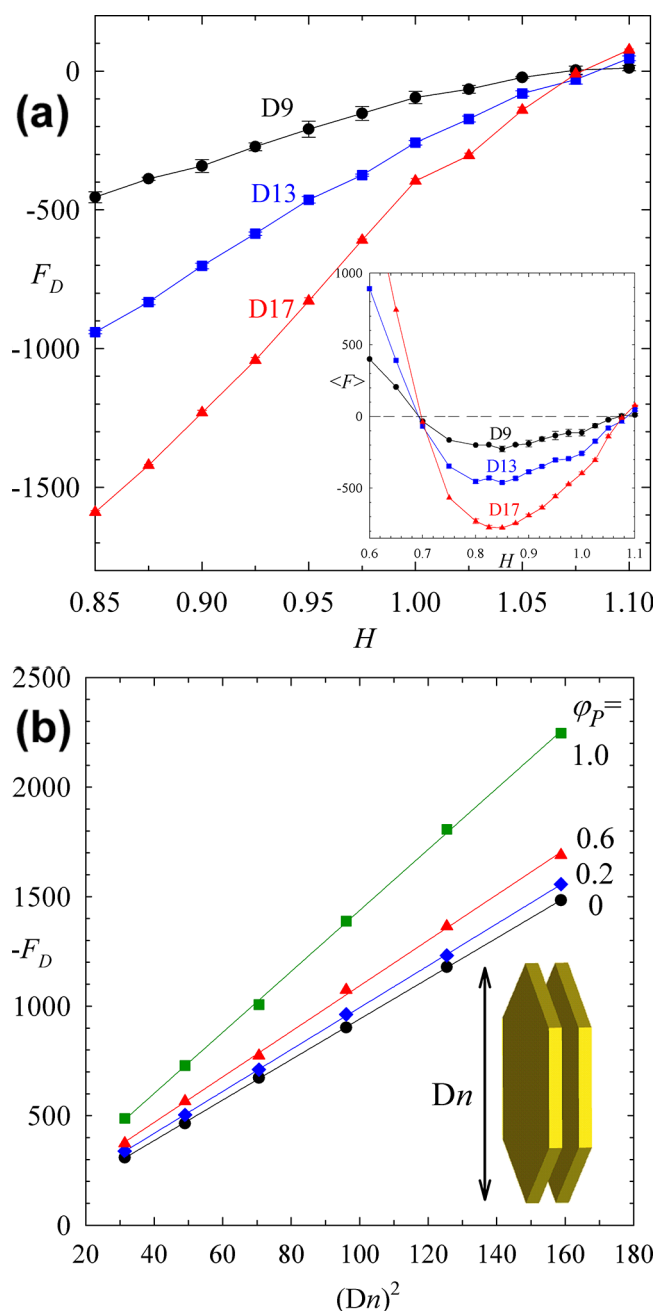 (a)
0
-500
-1000
-1500
F_D
D9
D13
D17
0.85 0.90 0.95 1.00 1.05 1.10
H
1000
500
0
-500
<F>
D9
D13
D17
0.6 0.7 0.8 0.9 1.0 1.1
H
(b)
2500
2000
1500
1000
500
0
-F_D
φ_P=
1.0
0.6
0.2
0
Dn
20 40 60 80 100 120 140 160 180
(Dn)²